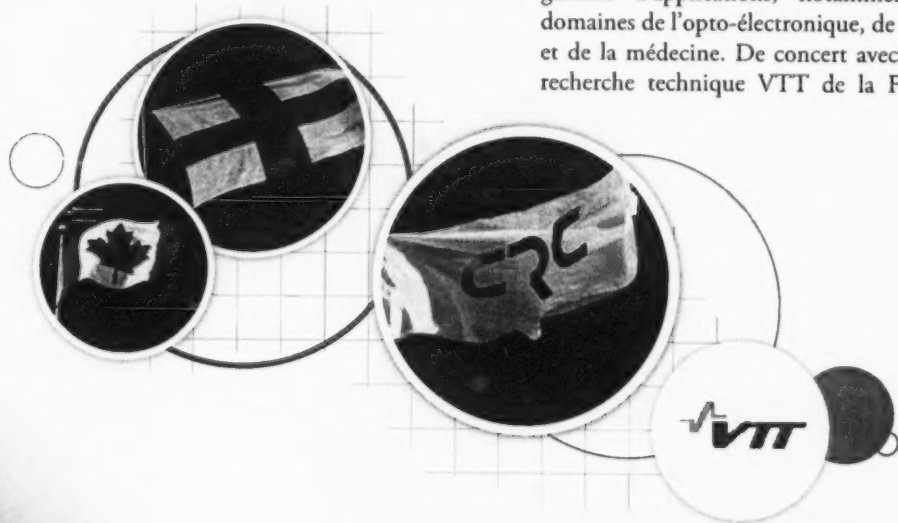 domaines de l'opto-électronique, de
et de la médecine. De concert avec
recherche technique VTT de la F
CRC
VTT